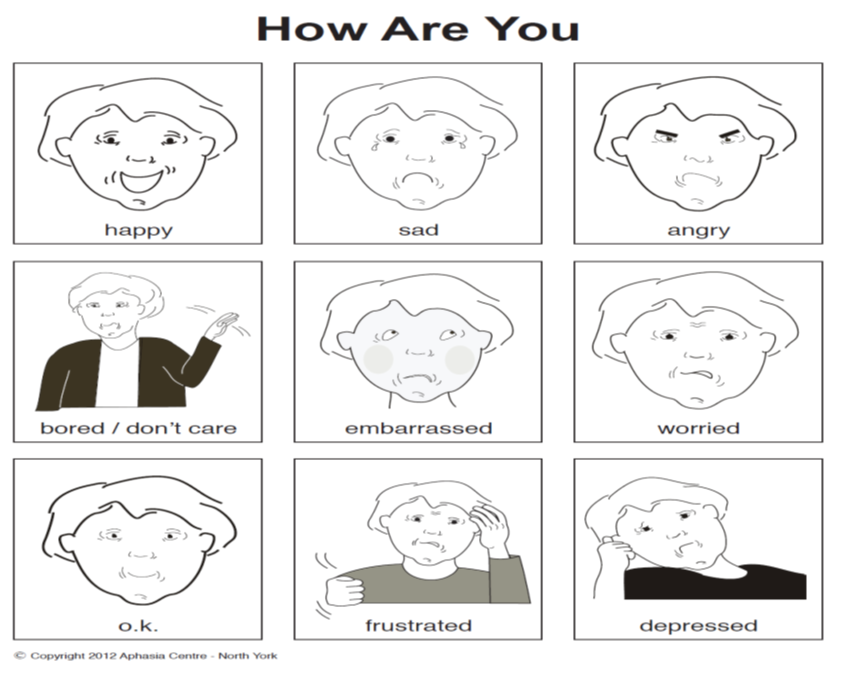 How Are You
happy
sad
angry
bored / don't care
embarrassed
worried
o.k.
frustrated
depressed
© Copyright 2012 Aphasia Centre - North York